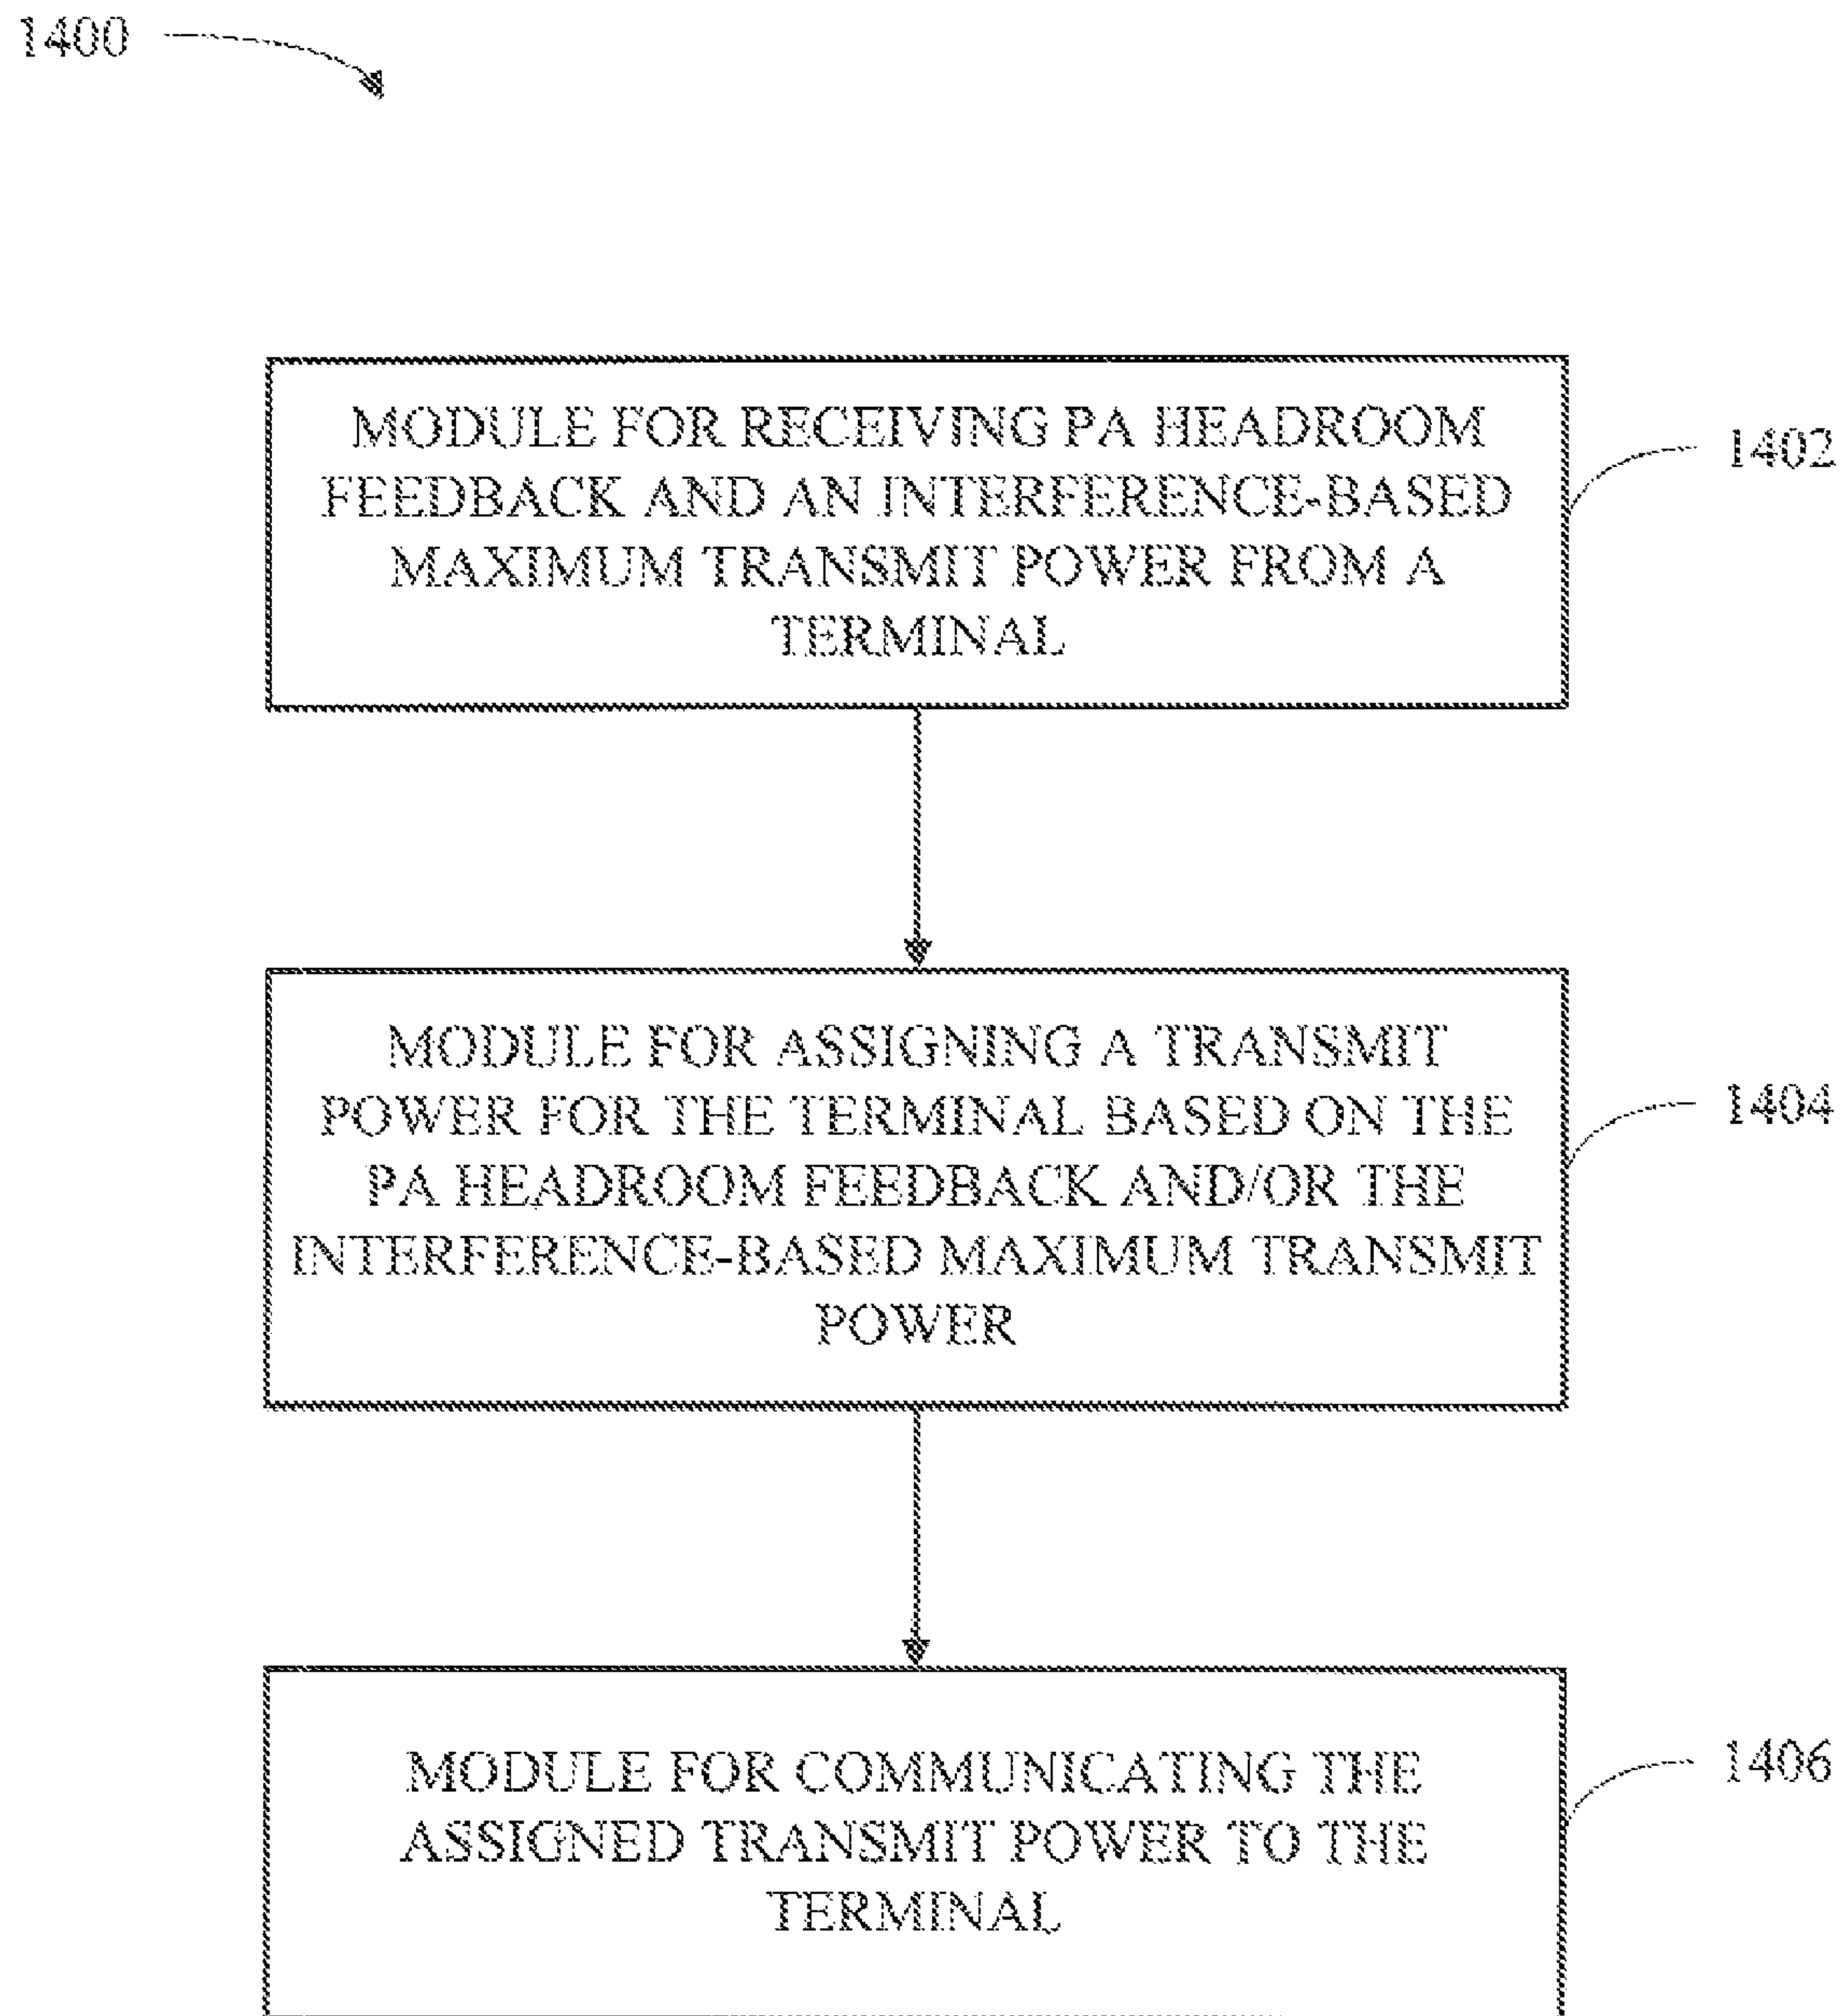 1400
MODULE FOR RECEIVING PA HEADROOM
FEEDBACK AND AN INTERFERENCE-BASED
MAXIMUM TRANSMIT POWER FROM A
TERMINAL
1402
MODULE FOR ASSIGNING A TRANSMIT
POWER FOR THE TERMINAL BASED ON THE
PA HEADROOM FEEDBACK AND/OR THE
INTERFERENCE-BASED MAXIMUM TRANSMIT
POWER
1404
MODULE FOR COMMUNICATING THE
ASSIGNED TRANSMIT POWER TO THE
TERMINAL
1406